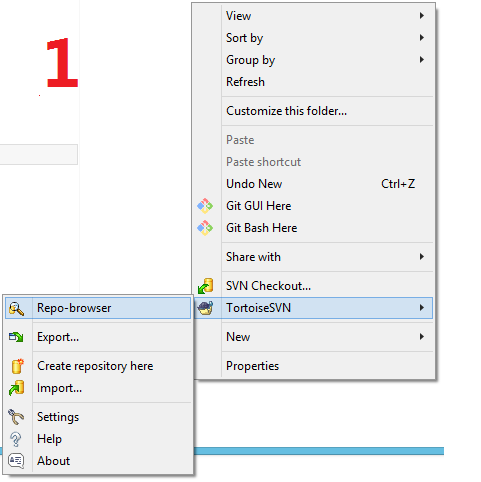 1
View
Sort by
Group by
Refresh
Customize this folder...
Paste
Paste shortcut
Undo New Ctrl+Z
Git GUI Here
Git Bash Here
Share with
SVN Checkout...
TortoiseSVN
New
Properties
Repo-browser
Export...
Create repository here
Import...
Settings
Help
About